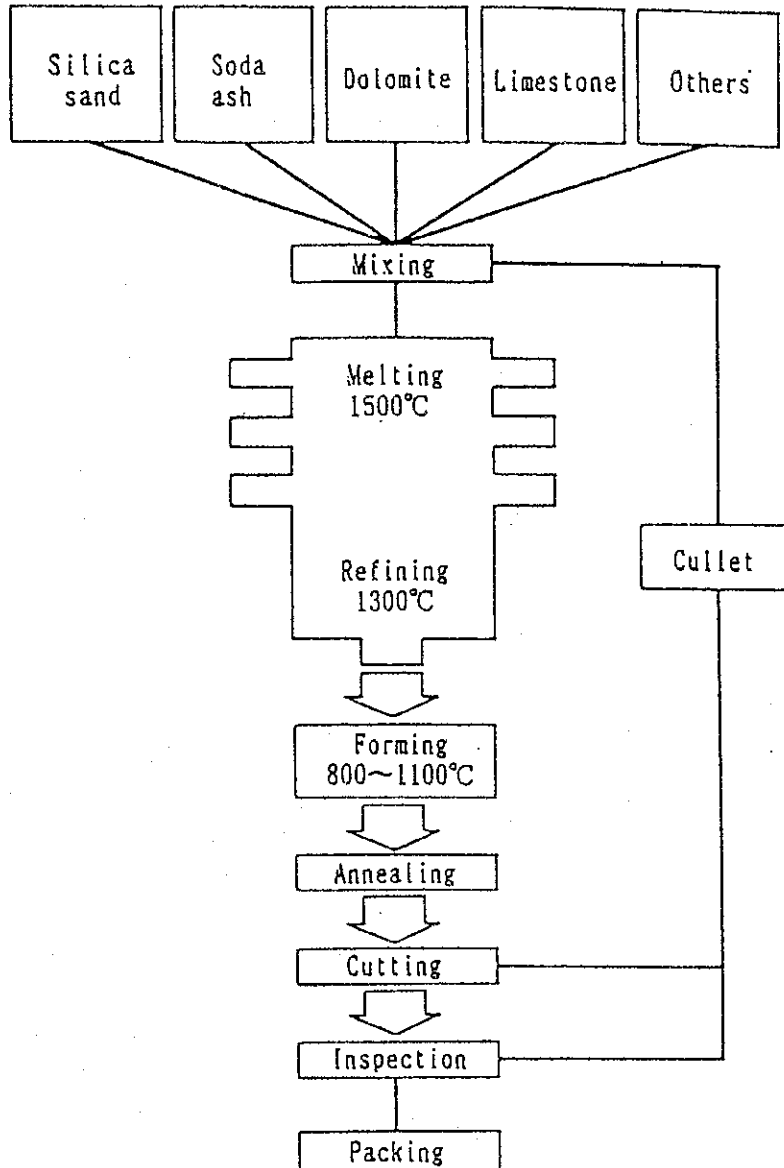 Silica
sand
Soda
ash
Dolomite
Limestone
Others
Mixing
Melting
1500℃
Refining
1300℃
Cullet
Forming
800～1100℃
Annealing
Cutting
Inspection
Packing